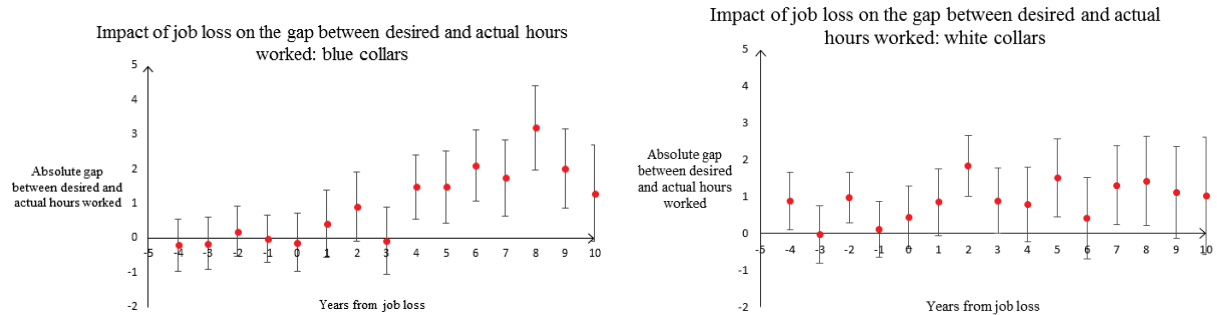 Impact of job loss on the gap between desired and actual hours
worked: blue collars
5
4
3
2
1
0
-1
-2
Absolute gap
between desired and
actual hours worked
-5 -4 -3 -2 -1 0 1 2 3 4 5 6 7 8 9 10
Years from job loss
Impact of job loss on the gap between desired and actual
hours worked: white collars
5
4
3
2
1
0
-1
-2
Absolute gap
between desired
and actual hours
worked
-5 -4 -3 -2 -1 0 1 2 3 4 5 6 7 8 9 10
Years from job loss